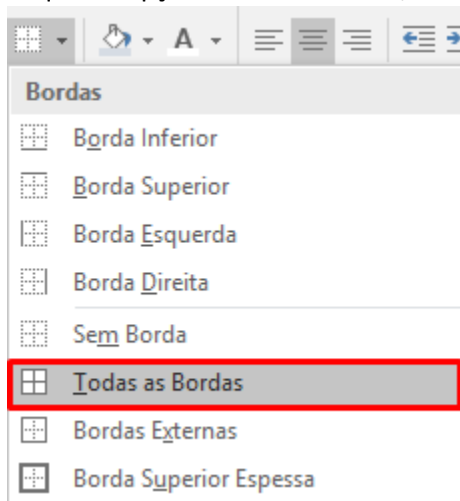 A
Bordas
Borda Inferior
Borda Superior
Borda Esquerda
Borda Direita
Sem Borda
Todas as Bordas
Bordas Externas
Borda Superior Espessa